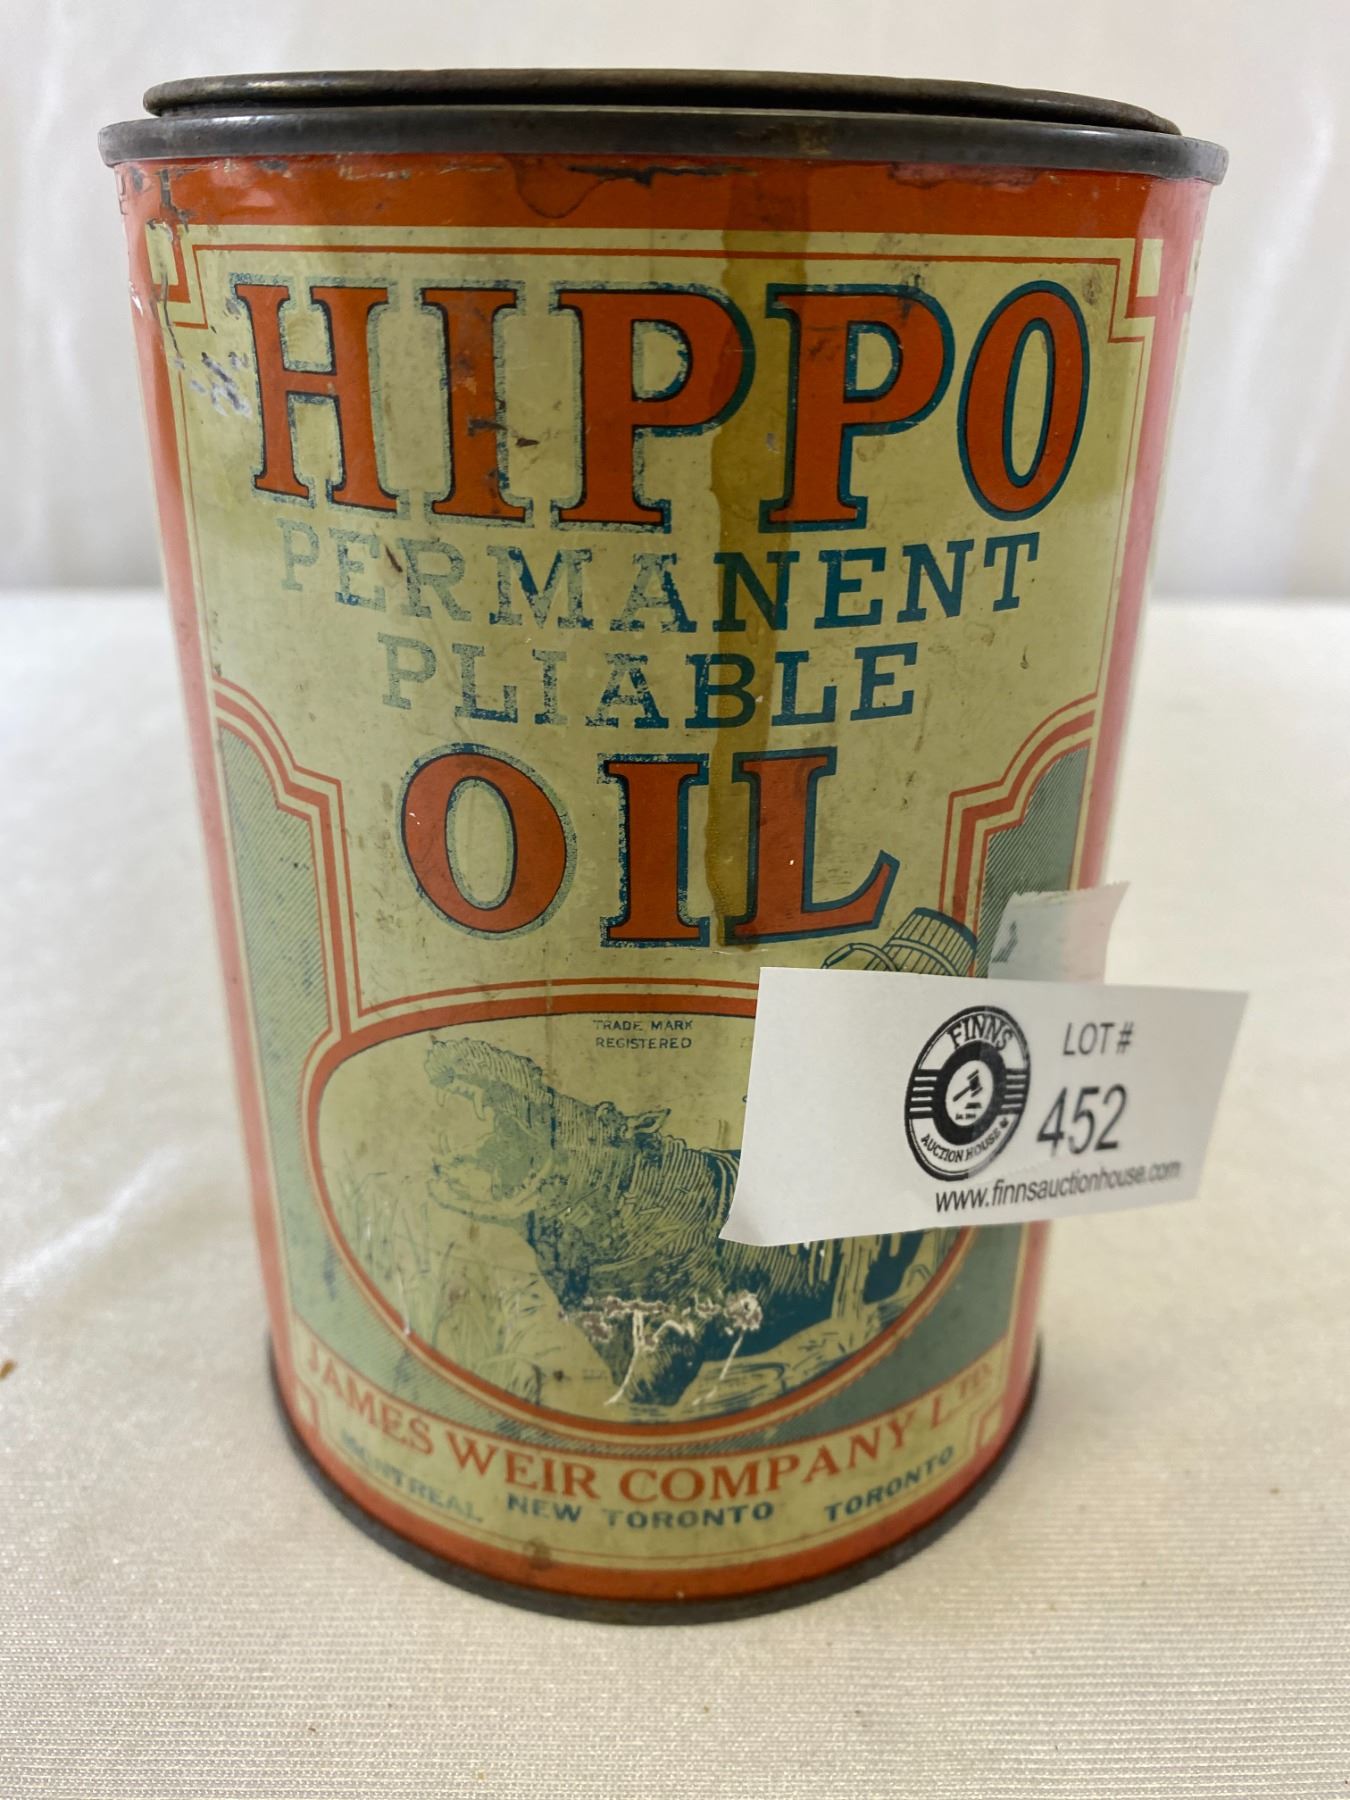 HIPPO
PERMANENT
PLIABLE
OIL
TRADE MARK
REGISTERED
FINNS
AUCTION HOUSE
LOT#
452
www.finnsauctionhouse.com
JAMES WEIR COMPANY LTD.
MONTREAL NEW TORONTO TORONTO